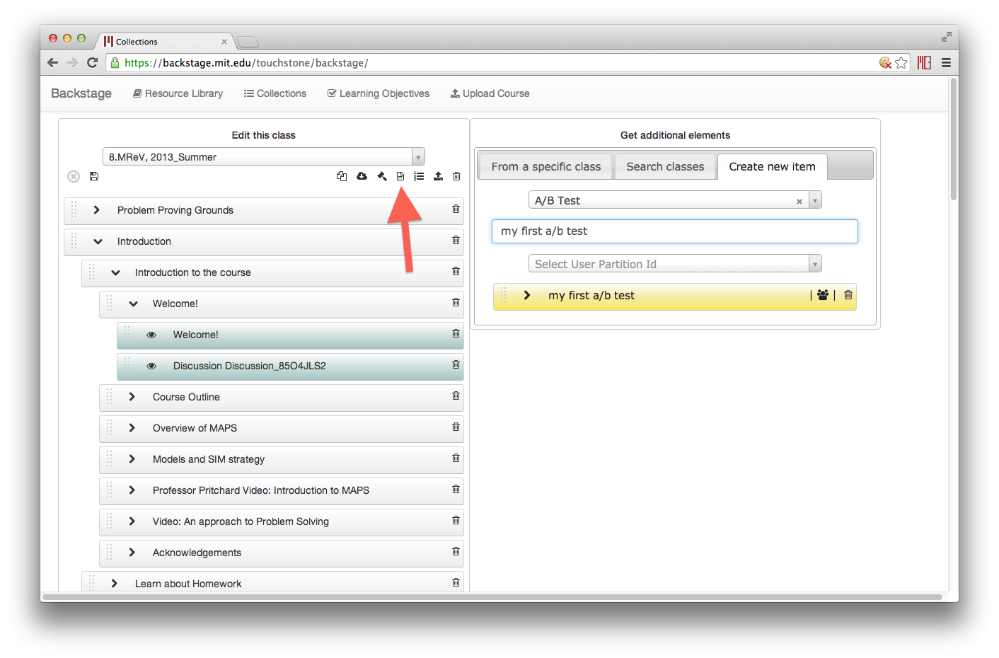 Collections
https://backstage.mit.edu/touchstone/backstage/
Backstage
Resource Library
Collections
Learning Objectives
Upload Course
Edit this class
8.MReV, 2013_Summer
Problem Proving Grounds
Introduction
Introduction to the course
Welcome!
Welcome!
Discussion Discussion_85O4JLS2
Course Outline
Overview of MAPS
Models and SIM strategy
Professor Pritchard Video: Introduction to MAPS
Video: An approach to Problem Solving
Acknowledgements
Learn about Homework
Get additional elements
From a specific class
Search classes
Create new item
A/B Test
my first a/b test
Select User Partition Id
my first a/b test